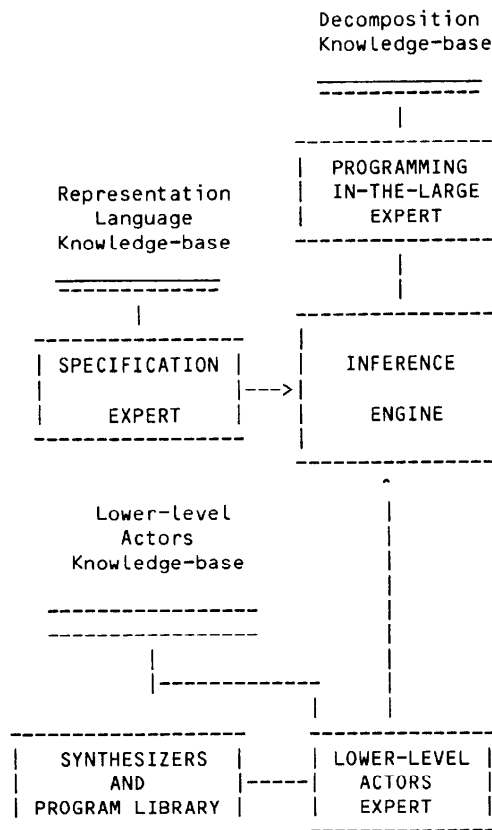 Decomposition
Knowledge-base
PROGRAMMING
IN-THE-LARGE
EXPERT
Representation
Language
Knowledge-base
SPECIFICATION
EXPERT
INFERENCE
ENGINE
Lower-level
Actors
Knowledge-base
SYNTHESIZERS
AND
PROGRAM LIBRARY
LOWER-LEVEL
ACTORS
EXPERT